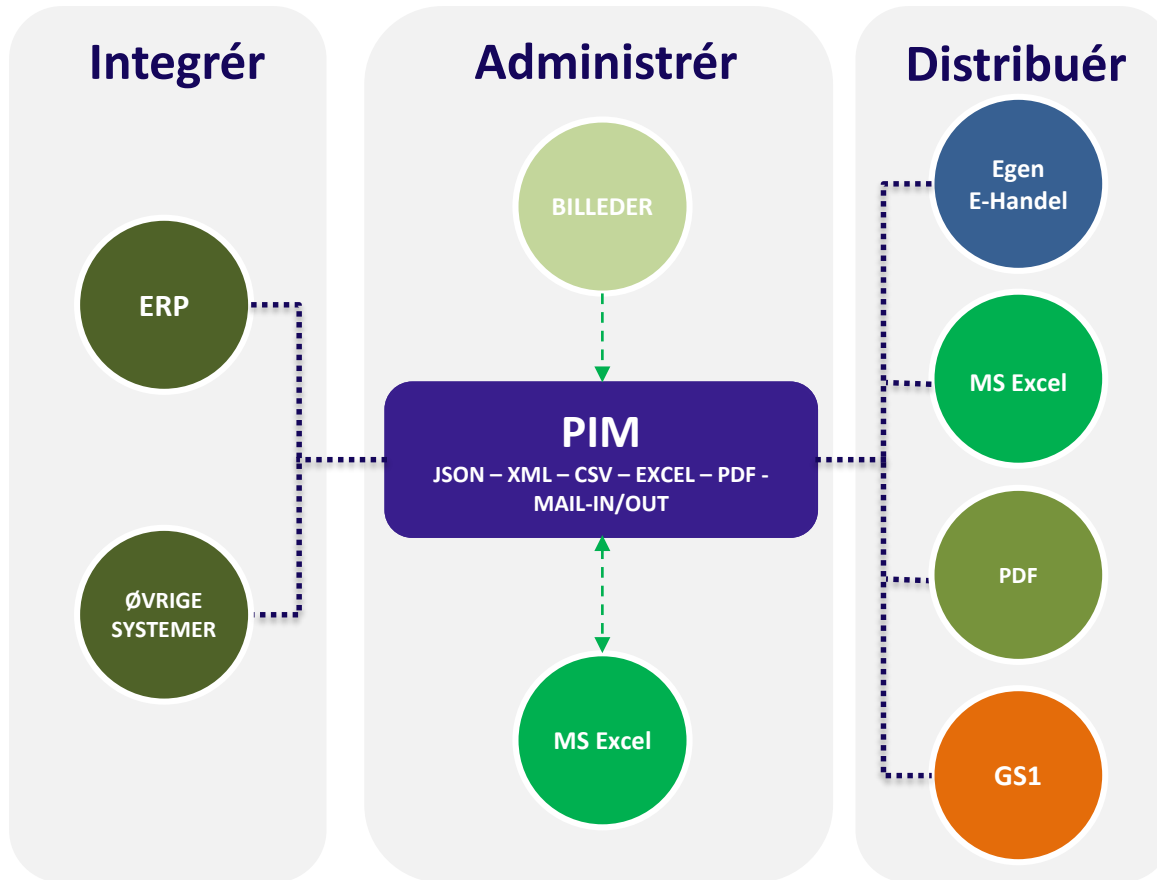 Integrér
ERP
ØVRIGE
SYSTEMER
Administrér
BILLEDER
PIM
JSON – XML – CSV – EXCEL – PDF -
MAIL-IN/OUT
MS Excel
Distribuér
Egen
E-Handel
MS Excel
PDF
GS1